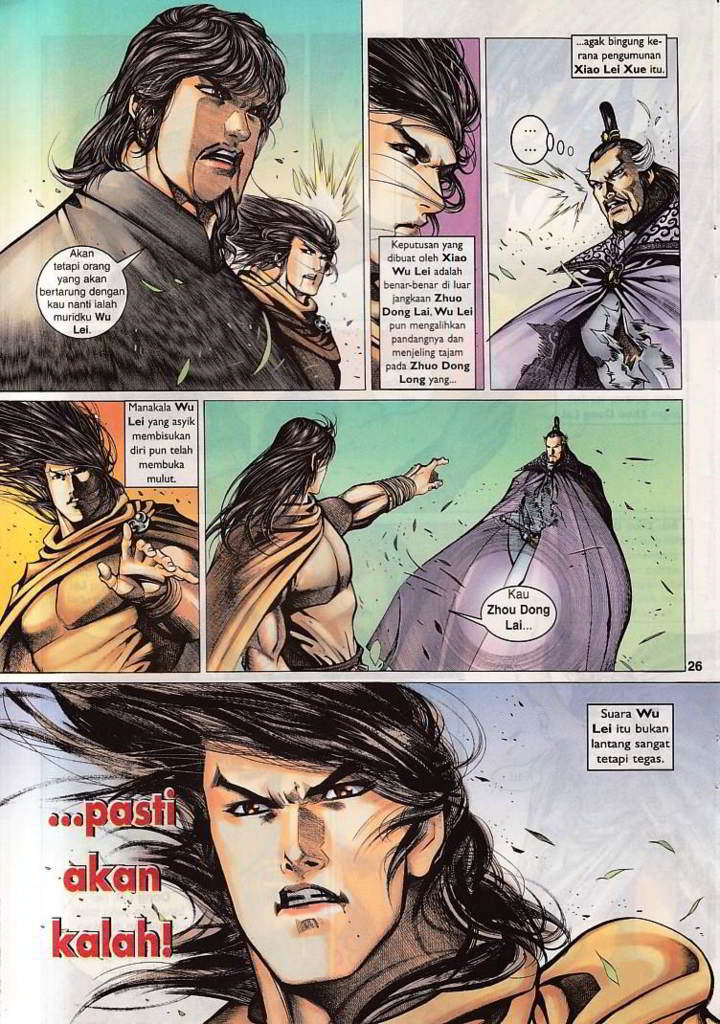 Akan
tetapi orang
yang akan
bertarung dengan
kau nanti ialah
muridku Wu
Lei.
Keputusan yang
dibuat oleh Xiao
Wu Lei adalah
benar-benar di luar
jangkaan Zhuo
Dong Lai. Wu Lei
pun mengalihkan
pandangnya dan
menjeling tajam
pada Zhuo Dong
Long yang...
...agak bingung ke-
rana pengumunan
Xiao Lei Xue itu.
...
...
Manakala Wu
Lei yang asyik
membisukan
diri pun telah
membuka
mulut.
Kau
Zhou Dong
Lai...
26
Suara Wu
Lei itu bukan
lantang sangat
tetapi tegas.
...pasti
akan
kalah!